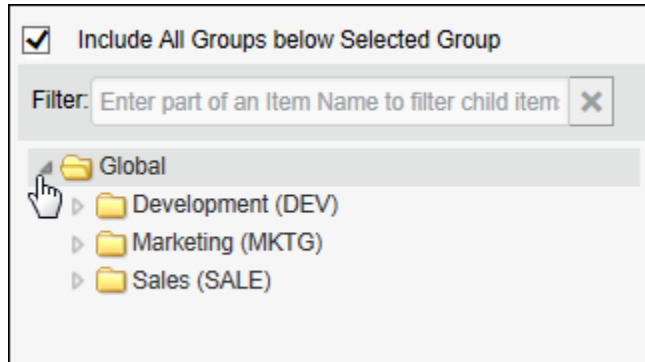 Include All Groups below Selected Group
Filter: Enter part of an Item Name to filter child item
Global
Development (DEV)
Marketing (MKTG)
Sales (SALE)